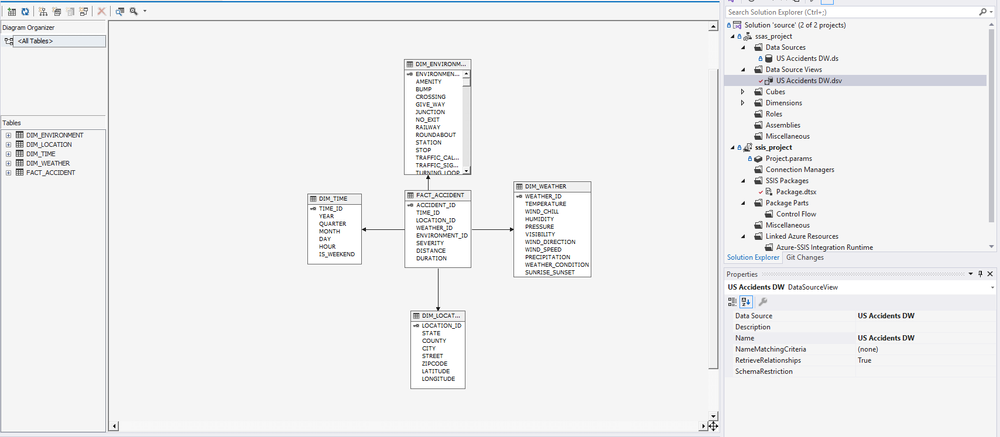 Diagram Organizer
<All Tables>
Tables
DIM_ENVIRONMENT
DIM_LOCATION
DIM_TIME
DIM_WEATHER
FACT_ACCIDENT
DIM_ENVIRONM...
ENVIRONMEN...
AMENITY
BUMP
CROSSING
GIVE_WAY
JUNCTION
NO_EXIT
RAILWAY
ROUNDABOUT
STATION
STOP
TRAFFIC_CAL...
TRAFFIC_SIG...
TURNING_LOOP
DIM_TIME
TIME_ID
YEAR
QUARTER
MONTH
DAY
HOUR
IS_WEEKEND
FACT_ACCIDENT
ACCIDENT_ID
TIME_ID
LOCATION_ID
WEATHER_ID
ENVIRONMENT_ID
SEVERITY
DISTANCE
DURATION
DIM_WEATHER
WEATHER_ID
TEMPERATURE
WIND_CHILL
HUMIDITY
PRESSURE
VISIBILITY
WIND_DIRECTION
WIND_SPEED
PRECIPITATION
WEATHER_CONDITION
SUNRISE_SUNSET
DIM_LOCAT...
LOCATION_ID
STATE
COUNTY
CITY
STREET
ZIPCODE
LATITUDE
LONGITUDE
Search Solution Explorer (Ctrl+;)
Solution 'source' (2 of 2 projects)
ssas_project
Data Sources
US Accidents DW.ds
Data Source Views
US Accidents DW.dsv
Cubes
Dimensions
Roles
Assemblies
Miscellaneous
ssis_project
Project.params
Connection Managers
SSIS Packages
Package.dtsx
Package Parts
Control Flow
Miscellaneous
Linked Azure Resources
Azure-SSIS Integration Runtime
Solution Explorer Git Changes
Properties
US Accidents DW DataSourceView
Data Source US Accidents DW
Description
Name US Accidents DW
NameMatchingCriteria (none)
RetrieveRelationships True
SchemaRestriction